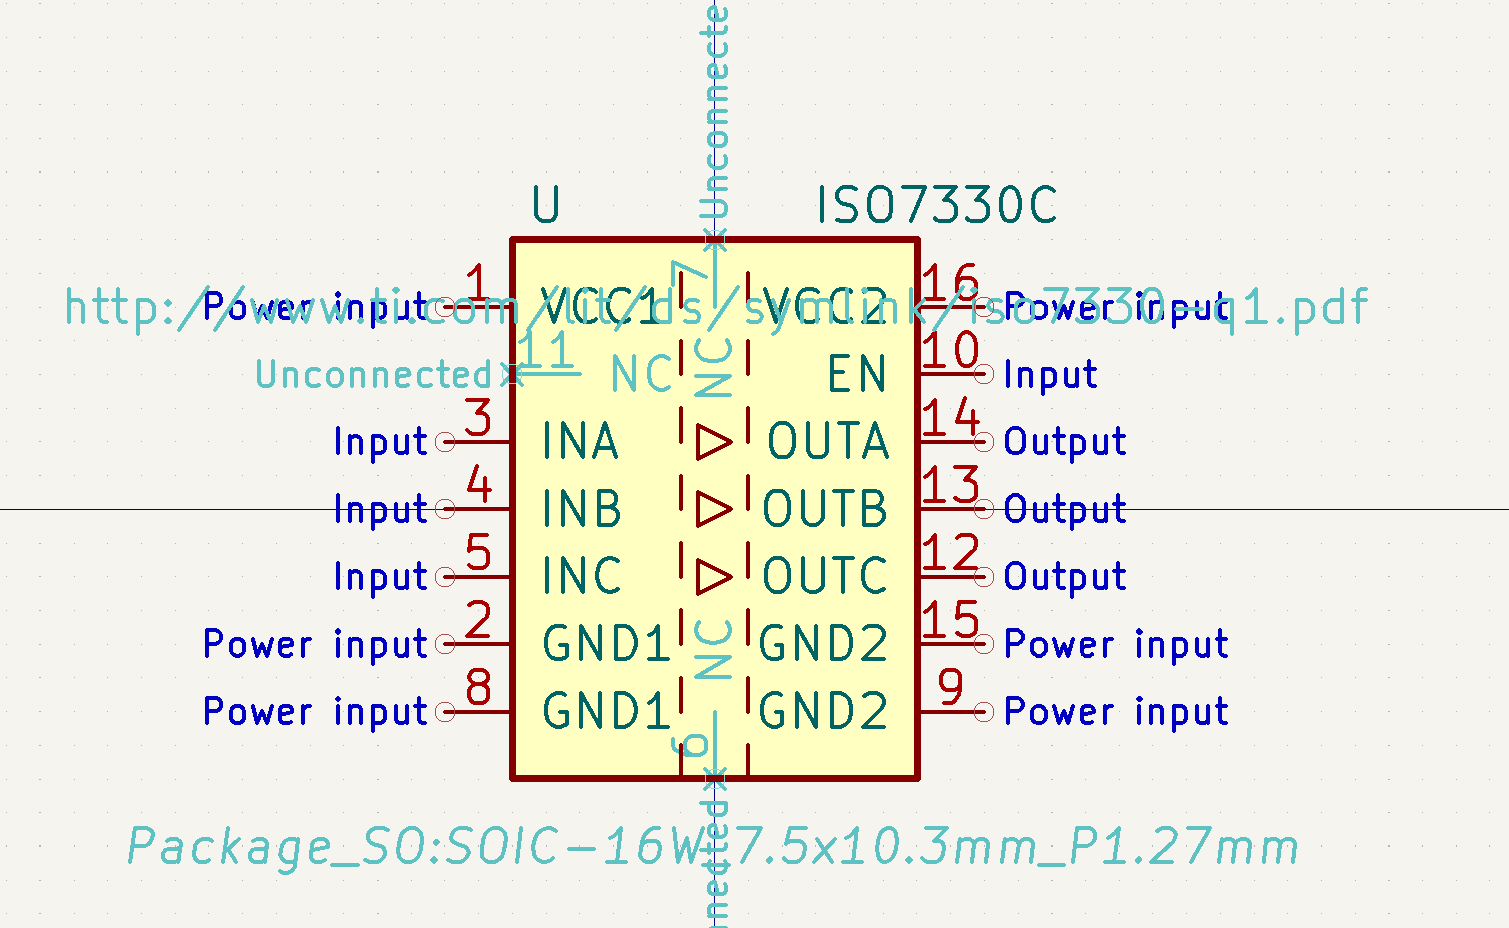 Unconnecte
U ISO7330C
1 7 16
Power input VCC1 VCC2 Power input
http://www.ti.com/lit/ds/symlink/iso7330-q1.pdf
11 10
Unconnected NC NC EN Input
3 14
Input INA OUTA Output
4 13
Input INB OUTB Output
5 12
Input INC OUTC Output
2 15
Power input GND1 NC GND2 Power input
8 9
Power input GND1 GND2 Power input
6
Package_SO:SOIC-16W_7.5x10.3mm_P1.27mm
nnected